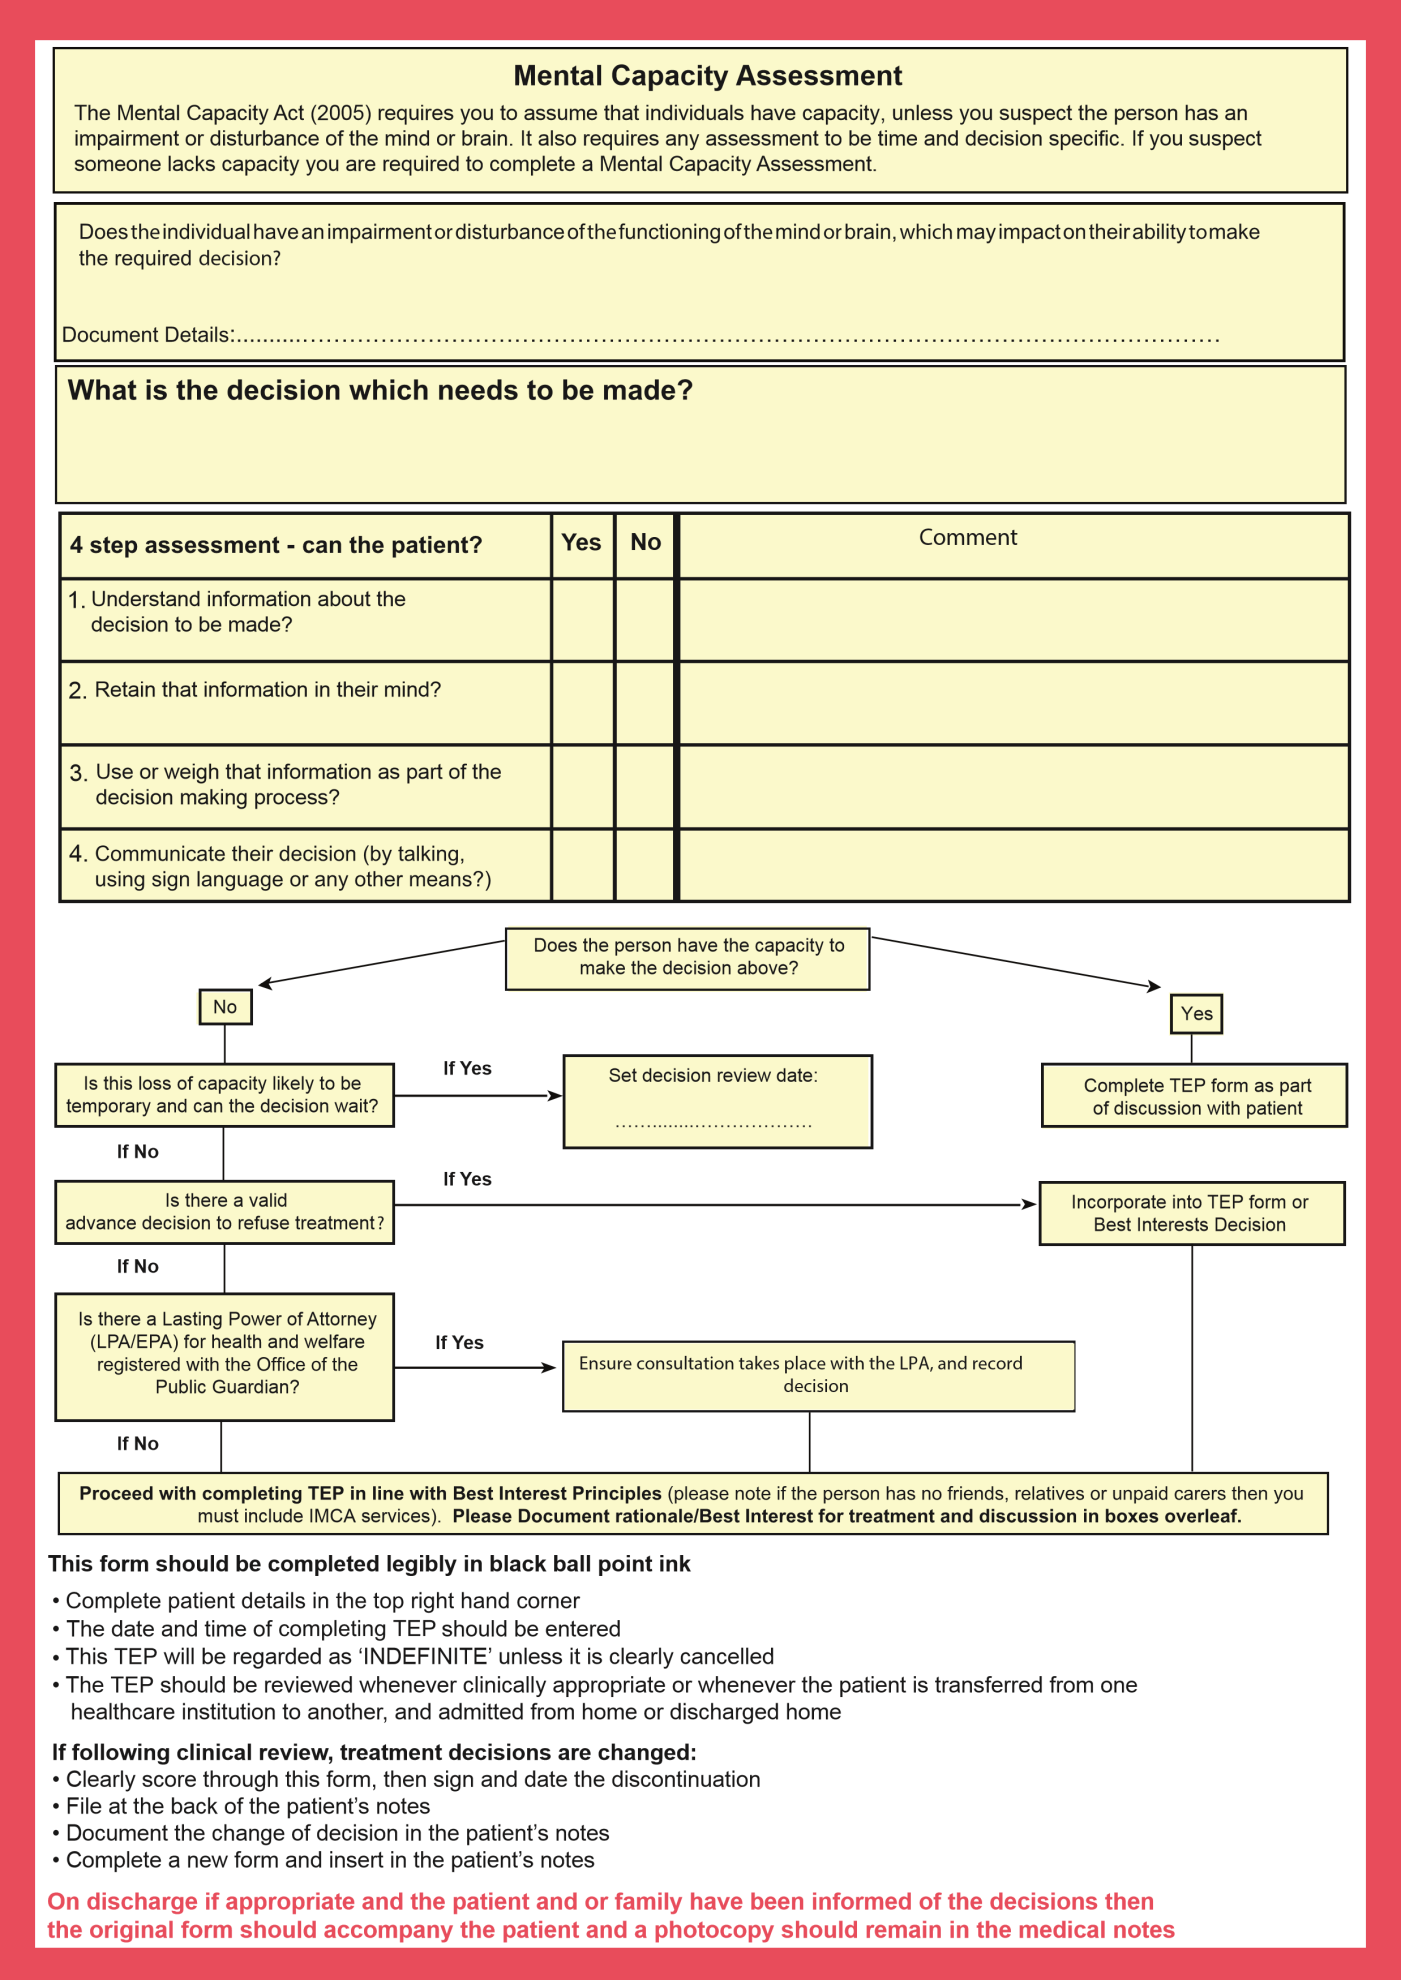 Mental Capacity Assessment
The Mental Capacity Act (2005) requires you to assume that individuals have capacity, unless you suspect the person has an
impairment or disturbance of the mind or brain. It also requires any assessment to be time and decision specific. If you suspect
someone lacks capacity you are required to complete a Mental Capacity Assessment.
Does the individual have an impairment or disturbance of the functioning of the mind or brain, which may impact on their ability to make
the required decision?
Document Details:..........……………………………………………………………………………………………………………………………
What is the decision which needs to be made?
4 step assessment - can the patient? Yes No Comment
1. Understand information about the
decision to be made?
2. Retain that information in their mind?
3. Use or weigh that information as part of the
decision making process?
4. Communicate their decision (by talking,
using sign language or any other means?)
Does the person have the capacity to
make the decision above?
No
Yes
Is this loss of capacity likely to be
temporary and can the decision wait?
If Yes
Set decision review date:
……........…………………
Complete TEP form as part
of discussion with patient
If No
Is there a valid
advance decision to refuse treatment?
If Yes
Incorporate into TEP form or
Best Interests Decision
If No
Is there a Lasting Power of Attorney
(LPA/EPA) for health and welfare
registered with the Office of the
Public Guardian?
If Yes
Ensure consultation takes place with the LPA, and record
decision
If No
Proceed with completing TEP in line with Best Interest Principles (please note if the person has no friends, relatives or unpaid carers then you
must include IMCA services). Please Document rationale/Best Interest for treatment and discussion in boxes overleaf.
This form should be completed legibly in black ball point ink
• Complete patient details in the top right hand corner
• The date and time of completing TEP should be entered
• This TEP will be regarded as ‘INDEFINITE’ unless it is clearly cancelled
• The TEP should be reviewed whenever clinically appropriate or whenever the patient is transferred from one
healthcare institution to another, and admitted from home or discharged home
If following clinical review, treatment decisions are changed:
• Clearly score through this form, then sign and date the discontinuation
• File at the back of the patient’s notes
• Document the change of decision in the patient’s notes
• Complete a new form and insert in the patient’s notes
On discharge if appropriate and the patient and or family have been informed of the decisions then
the original form should accompany the patient and a photocopy should remain in the medical notes